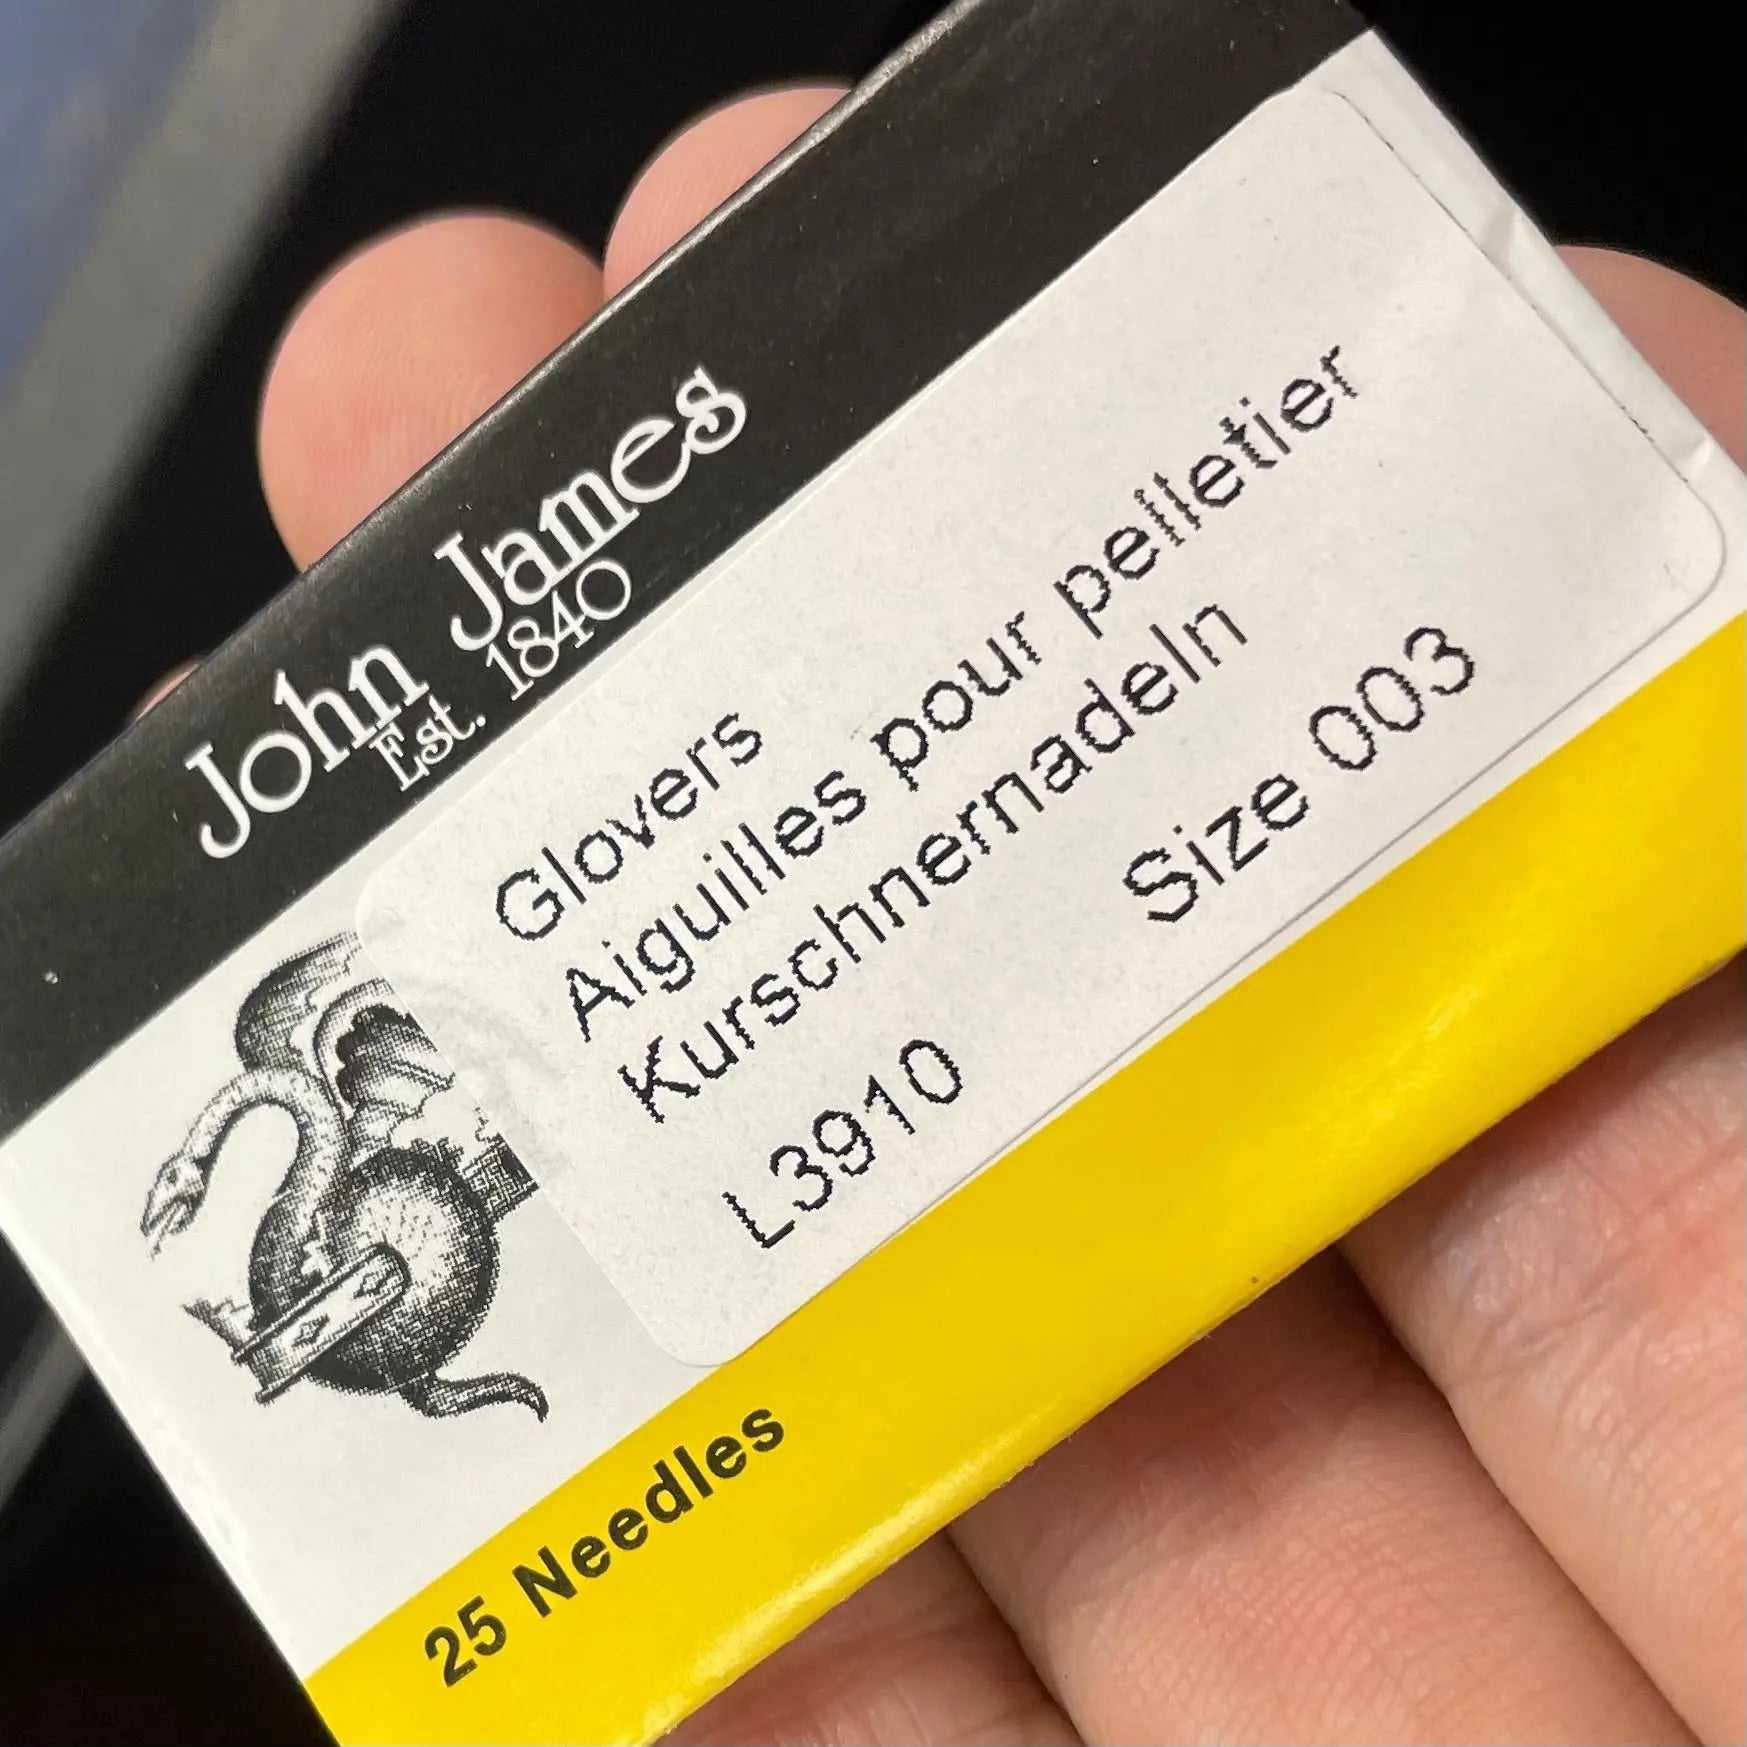 John James
Est. 1840
Glovers
Aiguilles pour pelletier
Kurschnernadeln
L3910 Size 003
25 Needles